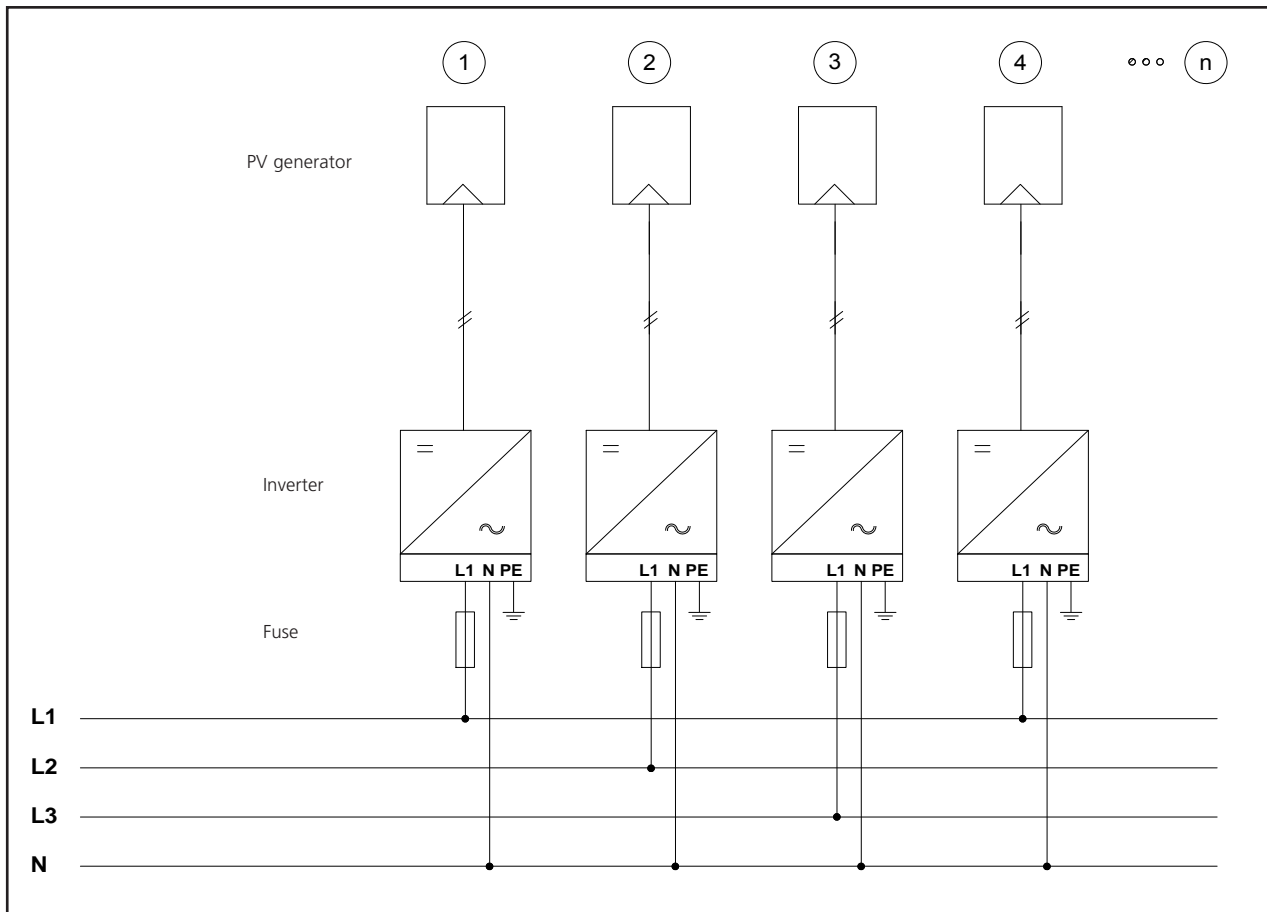 1 2 3 4 n
PV generator
Inverter
L1 N PE L1 N PE L1 N PE L1 N PE
Fuse
L1
L2
L3
N